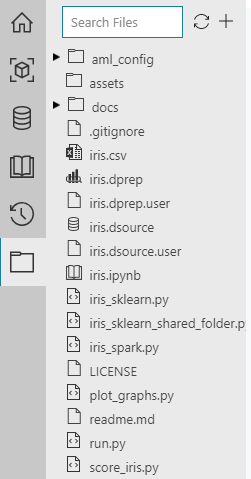 Search Files
aml_config
assets
docs
.gitignore
iris.csv
iris.dprep
iris.dprep.user
iris.dsource
iris.dsource.user
iris.ipynb
iris_sklearn.py
iris_sklearn_shared_folder.py
iris_spark.py
LICENSE
plot_graphs.py
readme.md
run.py
score_iris.py